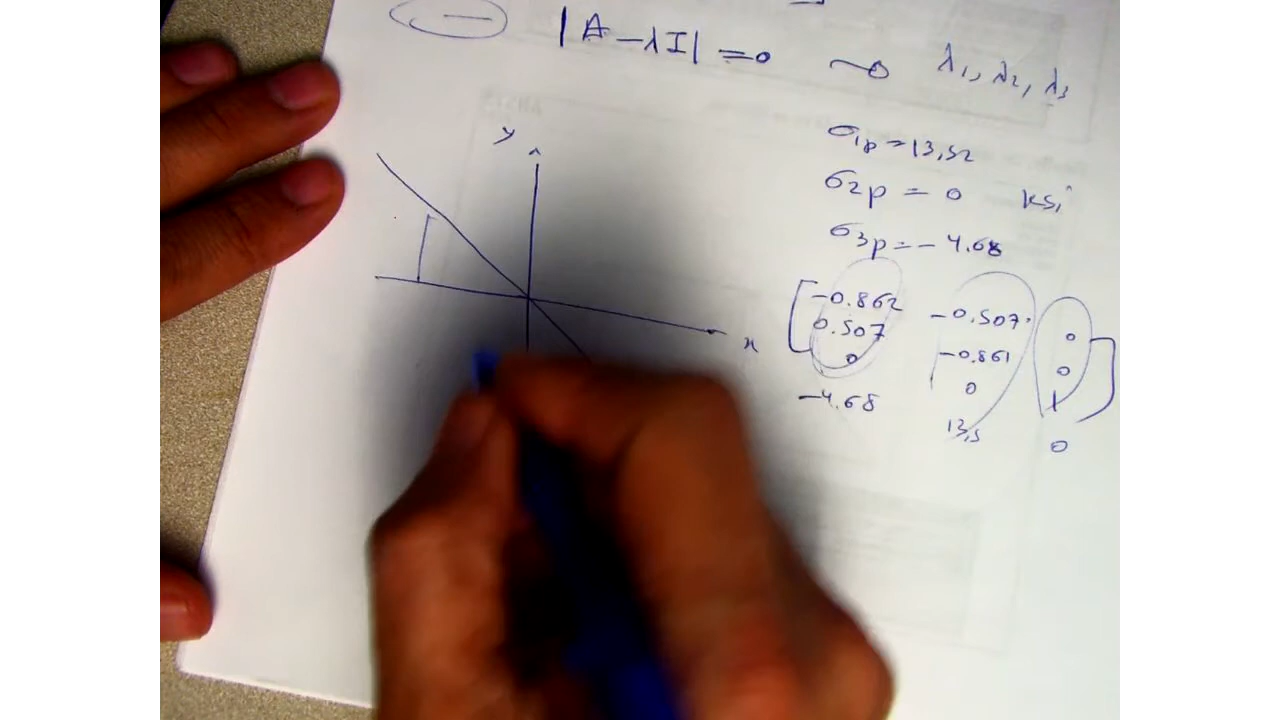 |A - λI| = 0 ~> λ1, λ2, λ3
σ1p = 13,52
σ2p = 0 ksi
σ3p = - 4.68
y
x
[ -0.862 -0.507 0 ]
0.507 -0.861 0
0 0 1
-4.68 13,5 0